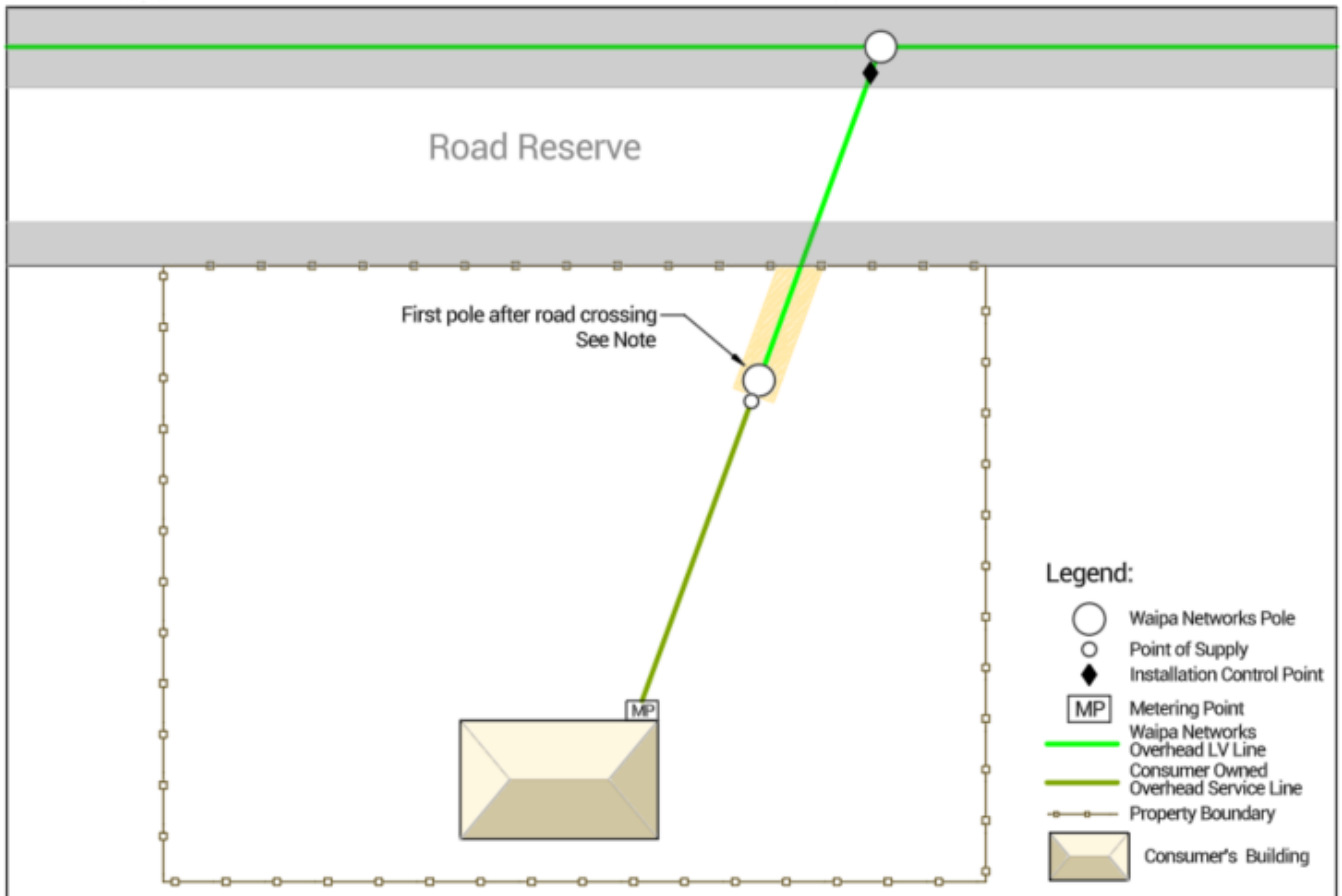 Road Reserve
First pole after road crossing
See Note
MP
Legend:
Waipa Networks Pole
Point of Supply
Installation Control Point
MP
Metering Point
Waipa Networks
Overhead LV Line
Consumer Owned
Overhead Service Line
Property Boundary
Consumer's Building